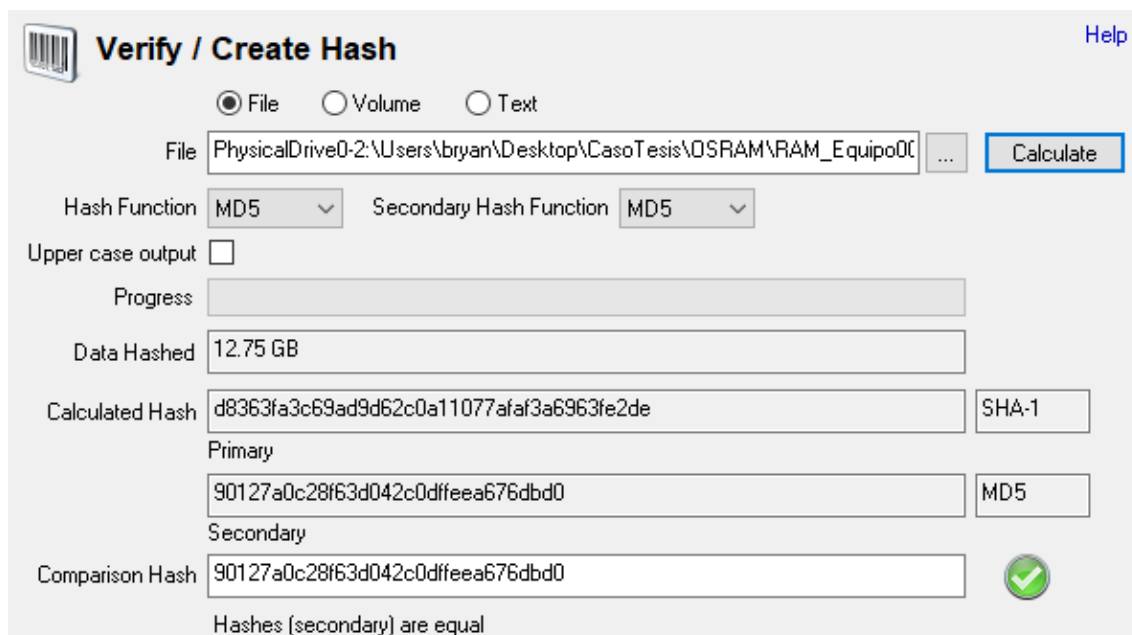 Verify / Create Hash
Help
File Volume Text
File PhysicalDrive0-2:\Users\bryan\Desktop\CasoTesis\OSRAM\RAM_Equipo00 ... Calculate
Hash Function MD5 Secondary Hash Function MD5
Upper case output
Progress
Data Hashed 12.75 GB
Calculated Hash d8363fa3c69ad9d62c0a11077afaf3a6963fe2de SHA-1
Primary
90127a0c28f63d042c0dffeea676dbd0 MD5
Secondary
Comparison Hash 90127a0c28f63d042c0dffeea676dbd0
Hashes (secondary) are equal